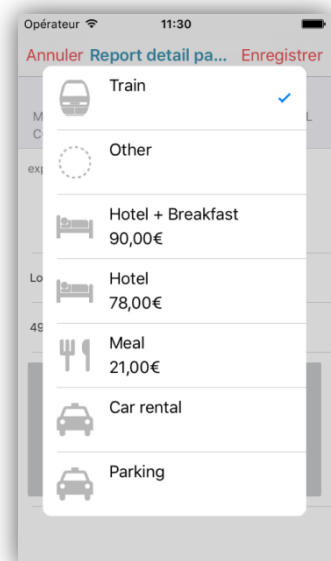 Opérateur 11:30
Annuler Report detail pa... Enregistrer
Train
Other
Hotel + Breakfast
90,00€
Hotel
78,00€
Meal
21,00€
Car rental
Parking